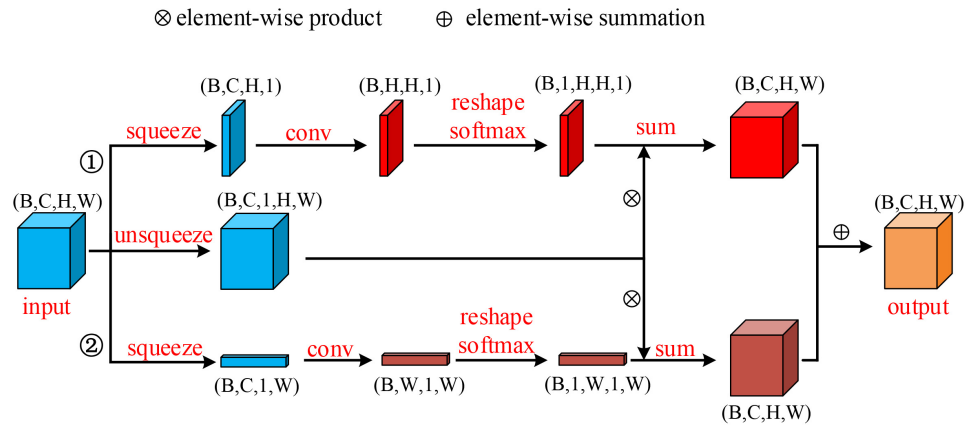 ⊗ element-wise product ⊕ element-wise summation
(B,C,H,1) (B,H,H,1) (B,1,H,H,1) (B,C,H,W)
squeeze conv reshape softmax sum
①
(B,C,H,W) (B,C,1,H,W) ⊗ (B,C,H,W)
unsqueeze ⊕
input ⊗ output
②
squeeze conv reshape softmax sum
(B,C,1,W) (B,W,1,W) (B,1,W,1,W) (B,C,H,W)